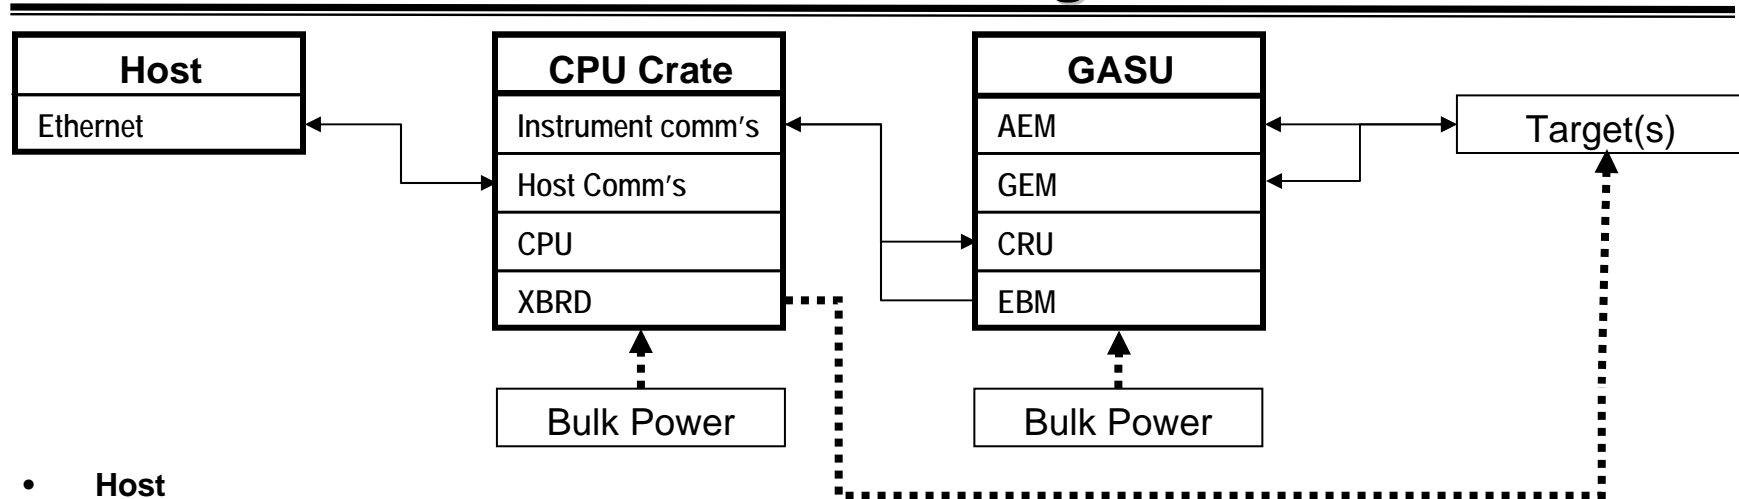 Host
Ethernet
CPU Crate
Instrument comm's
Host Comm's
CPU
XBRD
GASU
AEM
GEM
CRU
EBM
Target(s)
Bulk Power
Bulk Power
• Host